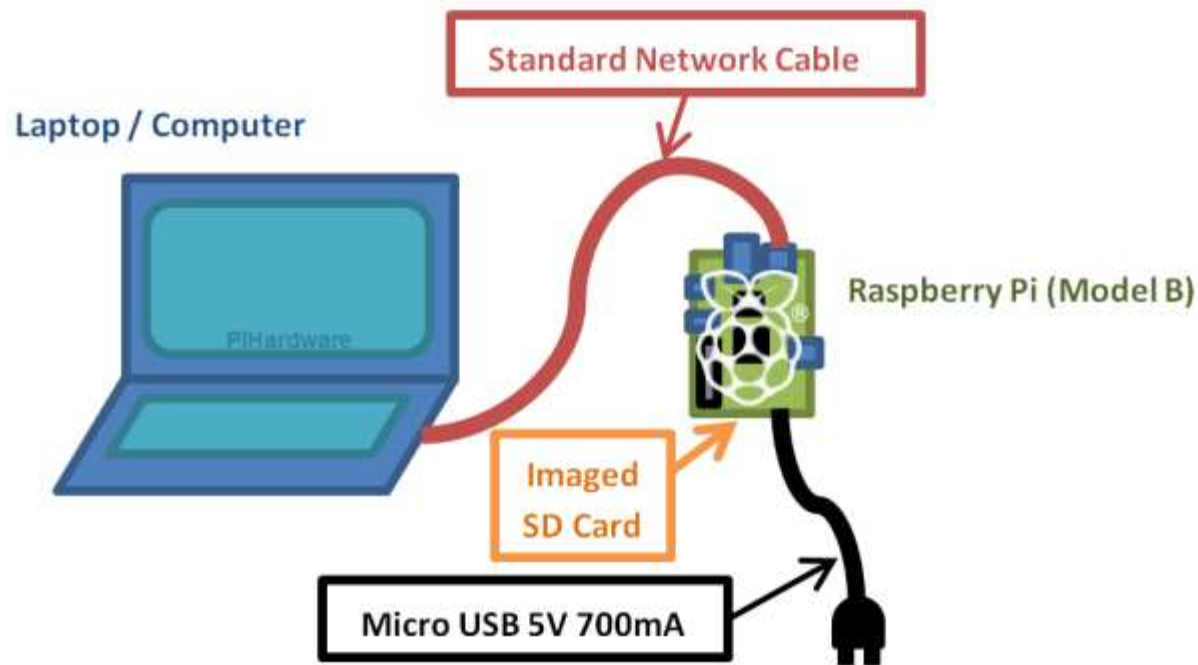 Standard Network Cable
Laptop / Computer
PiHardware
Raspberry Pi (Model B)
®
Imaged
SD Card
Micro USB 5V 700mA